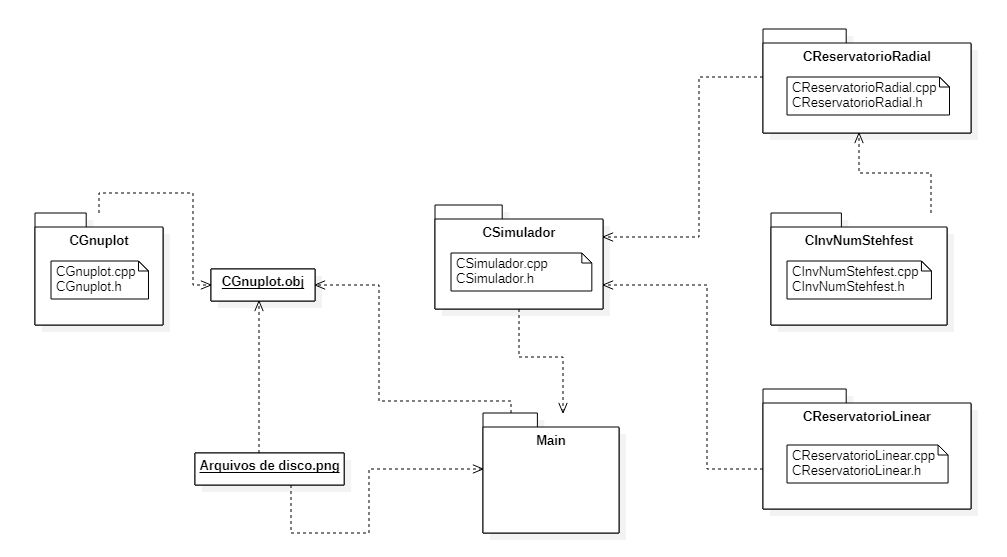 CReservatorioRadial
CReservatorioRadial.cpp
CReservatorioRadial.h
CGnuplot
CGnuplot.cpp
CGnuplot.h
CGnuplot.obj
CSimulador
CSimulador.cpp
CSimulador.h
CInvNumStehfest
CInvNumStehfest.cpp
CInvNumStehfest.h
Arquivos de disco.png
Main
CReservatorioLinear
CReservatorioLinear.cpp
CReservatorioLinear.h